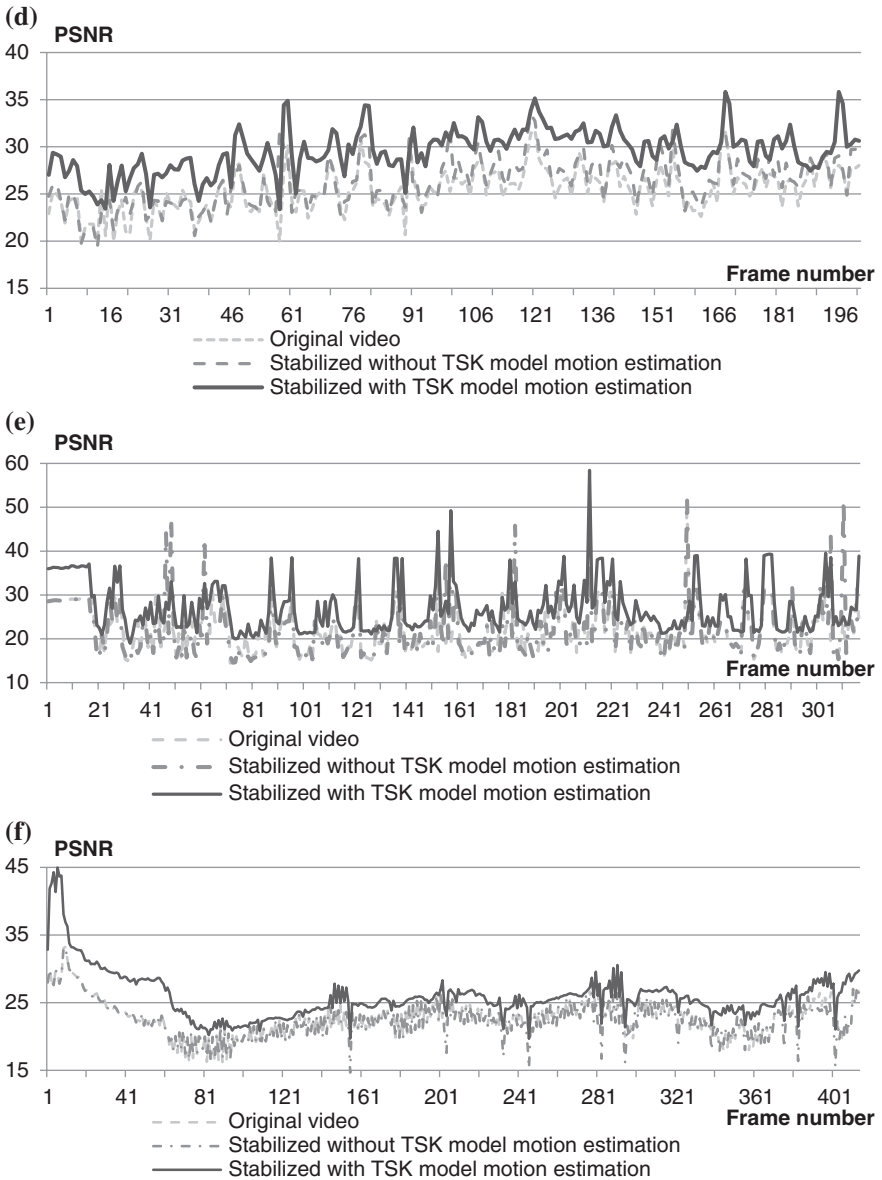 (d)
PSNR
40
35
30
25
20
15
Frame number
1 16 31 46 61 76 91 106 121 136 151 166 181 196
Original video
Stabilized without TSK model motion estimation
Stabilized with TSK model motion estimation
(e)
PSNR
60
50
40
30
20
10
Frame number
1 21 41 61 81 101 121 141 161 181 201 221 241 261 281 301
Original video
Stabilized without TSK model motion estimation
Stabilized with TSK model motion estimation
(f)
PSNR
45
35
25
15
1 41 81 121 161 201 241 281 321 361 401
Frame number
Original video
Stabilized without TSK model motion estimation
Stabilized with TSK model motion estimation